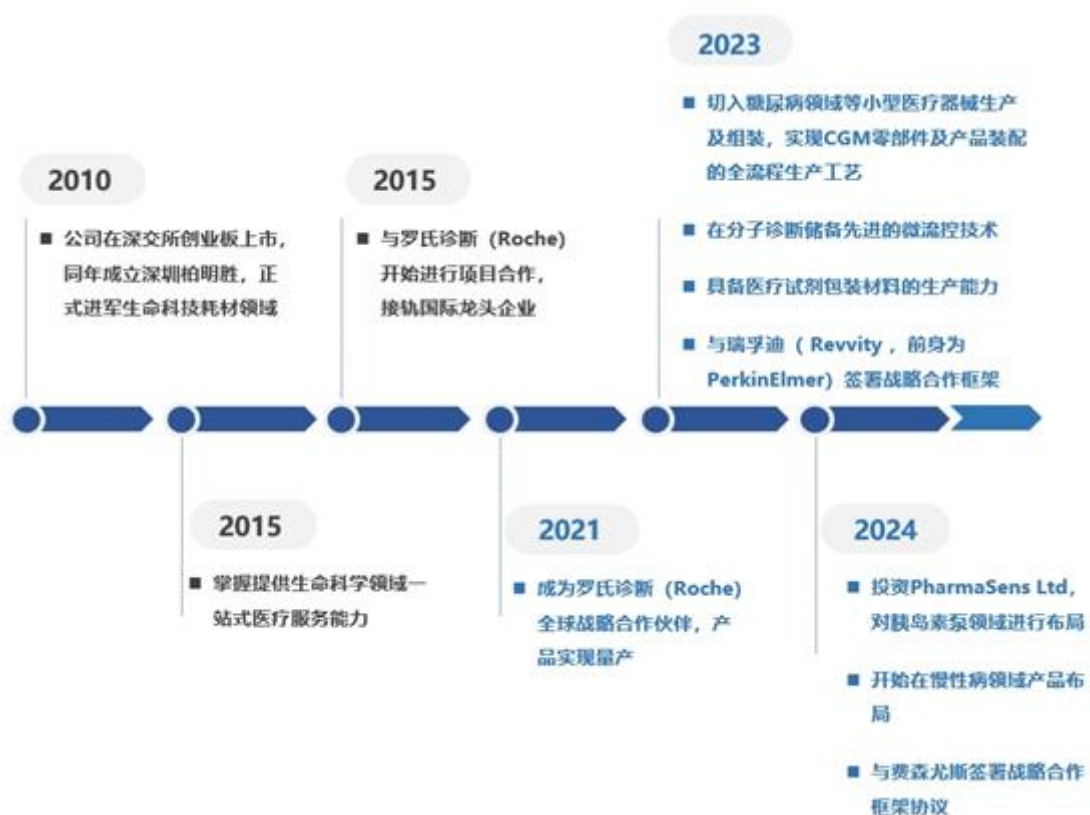 2010
■ 公司在深交所创业板上市，
同年成立深圳柏明胜，正
式进军生命科技耗材领域
2015
■ 掌握提供生命科学领域一
站式医疗服务能力
2015
■ 与罗氏诊断（Roche）
开始进行项目合作，
接轨国际龙头企业
2021
■ 成为罗氏诊断（Roche）
全球战略合作伙伴，产
品实现量产
2023
■ 切入糖尿病领域等小型医疗器械生产
及组装，实现CGM零部件及产品装配
的全流程生产工艺
■ 在分子诊断储备先进的微流控技术
■ 具备医疗试剂包装材料的生产能力
■ 与瑞孚迪（ Revvity ，前身为
PerkinElmer）签署战略合作框架
2024
■ 投资PharmaSens Ltd，
对胰岛素泵领域进行布局
■ 开始在慢性病领域产品布
局
■ 与费森尤斯签署战略合作
框架协议